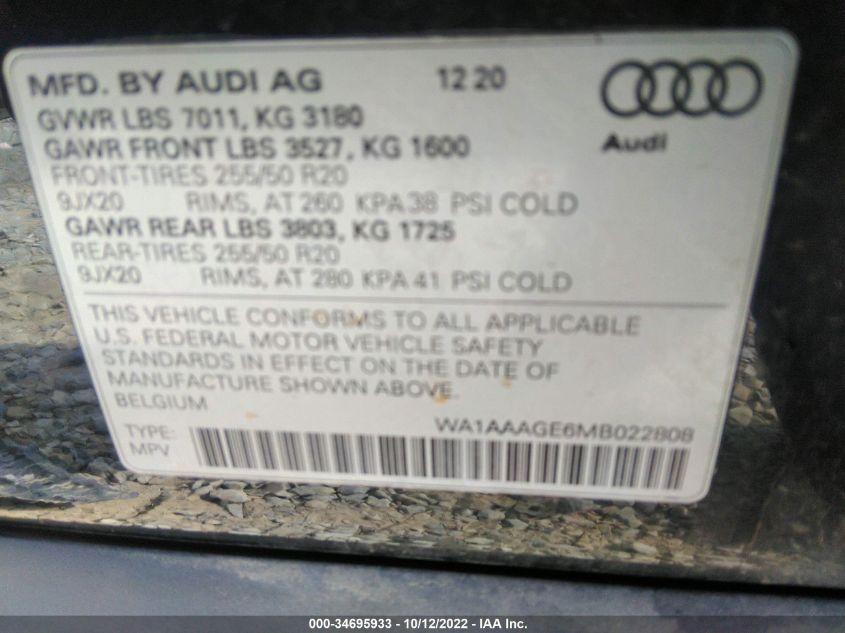 MFD. BY AUDI AG 12 20
GVWR LBS 7011, KG 3180
GAWR FRONT LBS 3527, KG 1600
Audi
FRONT-TIRES 255/50 R20
9JX20 RIMS, AT 260 KPA 38 PSI COLD
GAWR REAR LBS 3803, KG 1725
REAR-TIRES 255/50 R20
9JX20 RIMS, AT 280 KPA 41 PSI COLD
THIS VEHICLE CONFORMS TO ALL APPLICABLE
U.S. FEDERAL MOTOR VEHICLE SAFETY
STANDARDS IN EFFECT ON THE DATE OF
MANUFACTURE SHOWN ABOVE.
BELGIUM
WA1AAAGE6MB022808
TYPE:
MPV
000-34695933 - 10/12/2022 - IAA Inc.